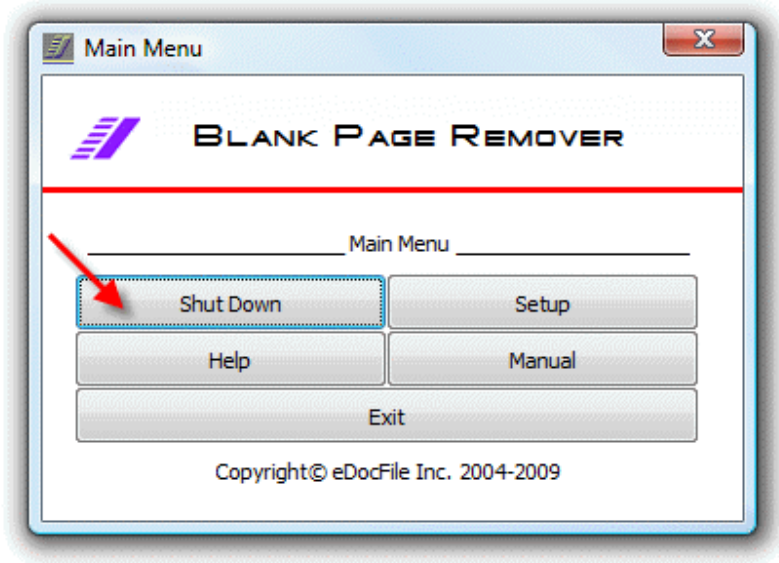 Main Menu
BLANK PAGE REMOVER
Main Menu
Shut Down Setup
Help Manual
Exit
Copyright© eDocFile Inc. 2004-2009